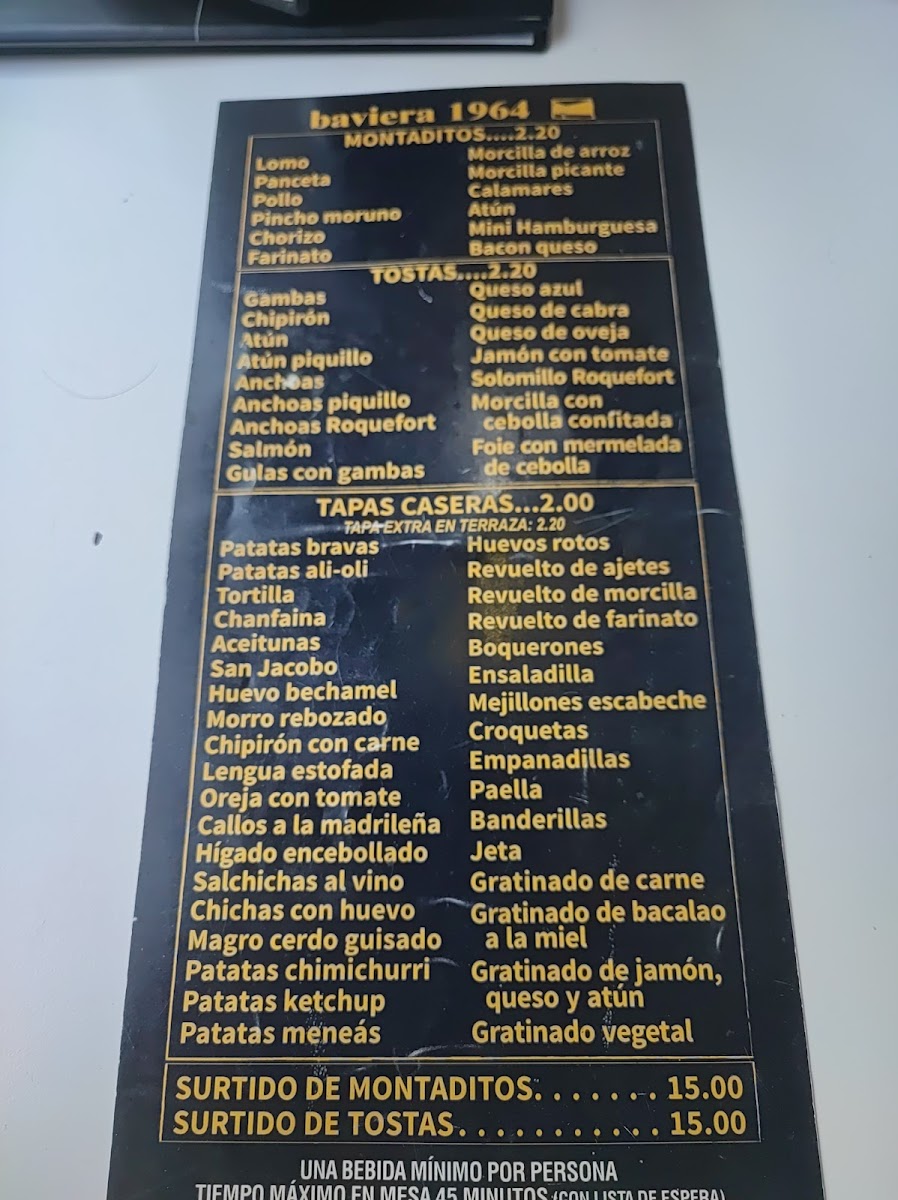 baviera 1964
MONTADITOS....2.20
Lomo
Panceta
Pollo
Pincho moruno
Chorizo
Farinato
Morcilla de arroz
Morcilla picante
Calamares
Atún
Mini Hamburguesa
Bacon queso
TOSTAS....2.20
Gambas
Chipirón
Atún
Atún piquillo
Anchoas
Anchoas piquillo
Anchoas Roquefort
Salmón
Gulas con gambas
Queso azul
Queso de cabra
Queso de oveja
Jamón con tomate
Solomillo Roquefort
Morcilla con
cebolla confitada
Foie con mermelada
de cebolla
TAPAS CASERAS...2.00
TAPA EXTRA EN TERRAZA: 2.20
Patatas bravas
Patatas ali-oli
Tortilla
Chanfaina
Aceitunas
San Jacobo
Huevo bechamel
Morro rebozado
Chipirón con carne
Lengua estofada
Oreja con tomate
Callos a la madrileña
Hígado encebollado
Salchichas al vino
Chichas con huevo
Magro cerdo guisado
Patatas chimichurri
Patatas ketchup
Patatas meneás
Huevos rotos
Revuelto de ajetes
Revuelto de morcilla
Revuelto de farinato
Boquerones
Ensaladilla
Mejillones escabeche
Croquetas
Empanadillas
Paella
Banderillas
Jeta
Gratinado de carne
Gratinado de bacalao
a la miel
Gratinado de jamón,
queso y atún
Gratinado vegetal
SURTIDO DE MONTADITOS. . . . . . . 15.00
SURTIDO DE TOSTAS. . . . . . . . . . . 15.00
UNA BEBIDA MÍNIMO POR PERSONA
TIEMPO MÁXIMO EN MESA 45 MINUTOS (CON LISTA DE ESPERA)